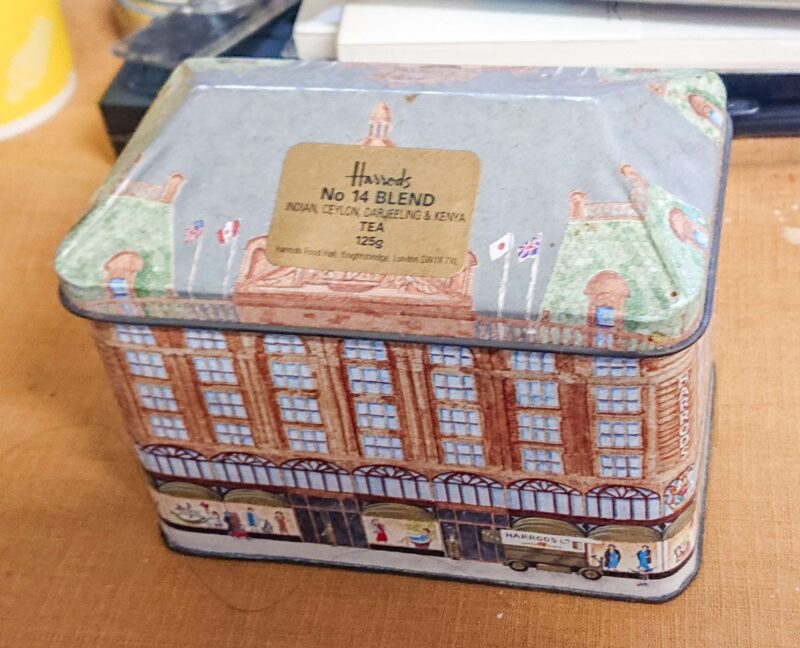 Harrods
No 14 BLEND
INDIAN, CEYLON, DARJEELING & KENYA
TEA
125g
Harrods Food Hall, Knightsbridge, London SW1X 7XL
HARRODS
HARRODS LTD